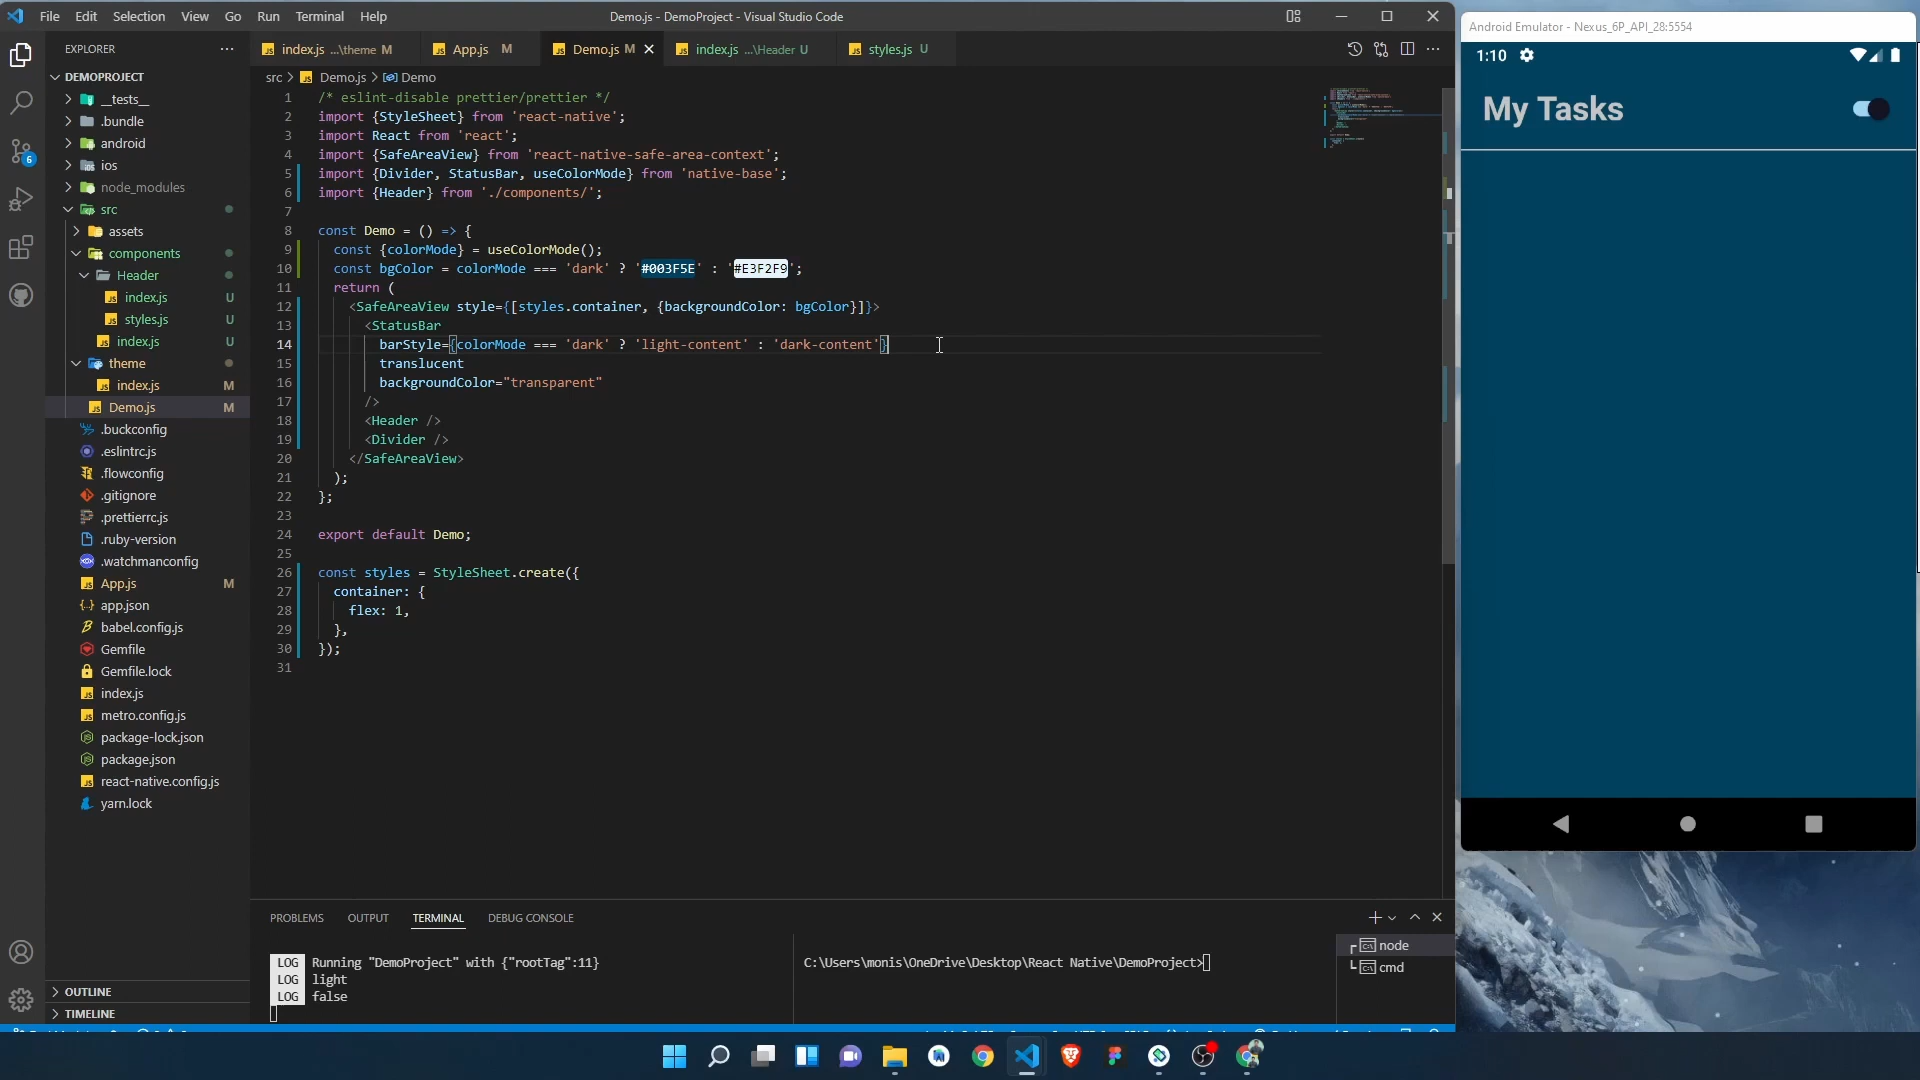 File Edit Selection View Go Run Terminal Help
Demo.js - DemoProject - Visual Studio Code
EXPLORER
DEMOPROJECT
__tests__
.bundle
android
ios
node_modules
src
assets
components
Header
index.js U
styles.js U
index.js U
theme
index.js M
Demo.js M
.buckconfig
.eslintrc.js
.flowconfig
.gitignore
.prettierrc.js
.ruby-version
.watchmanconfig
App.js M
app.json
babel.config.js
Gemfile
Gemfile.lock
index.js
metro.config.js
package-lock.json
package.json
react-native.config.js
yarn.lock
OUTLINE
TIMELINE
6
index.js ...\theme M App.js M Demo.js M index.js ...\Header U styles.js U
src > Demo.js > Demo
1 /* eslint-disable prettier/prettier */
2 import {StyleSheet} from 'react-native';
3 import React from 'react';
4 import {SafeAreaView} from 'react-native-safe-area-context';
5 import {Divider, StatusBar, useColorMode} from 'native-base';
6 import {Header} from './components/';
7
8 const Demo = () => {
9 const {colorMode} = useColorMode();
10 const bgColor = colorMode === 'dark' ? '#003F5E' : '#E3F2F9';
11 return (
12 <SafeAreaView style={[styles.container, {backgroundColor: bgColor}]}>
13 <StatusBar
14 barStyle={colorMode === 'dark' ? 'light-content' : 'dark-content'}
15 translucent
16 backgroundColor="transparent"
17 />
18 <Header />
19 <Divider />
20 </SafeAreaView>
21 );
22 };
23
24 export default Demo;
25
26 const styles = StyleSheet.create({
27 container: {
28 flex: 1,
29 },
30 });
31
PROBLEMS OUTPUT TERMINAL DEBUG CONSOLE
LOG Running "DemoProject" with {"rootTag":11}
LOG light
LOG false
C:\Users\monis\OneDrive\Desktop\React Native\DemoProject>
node
cmd
Android Emulator - Nexus_6P_API_28:5554
1:10
My Tasks